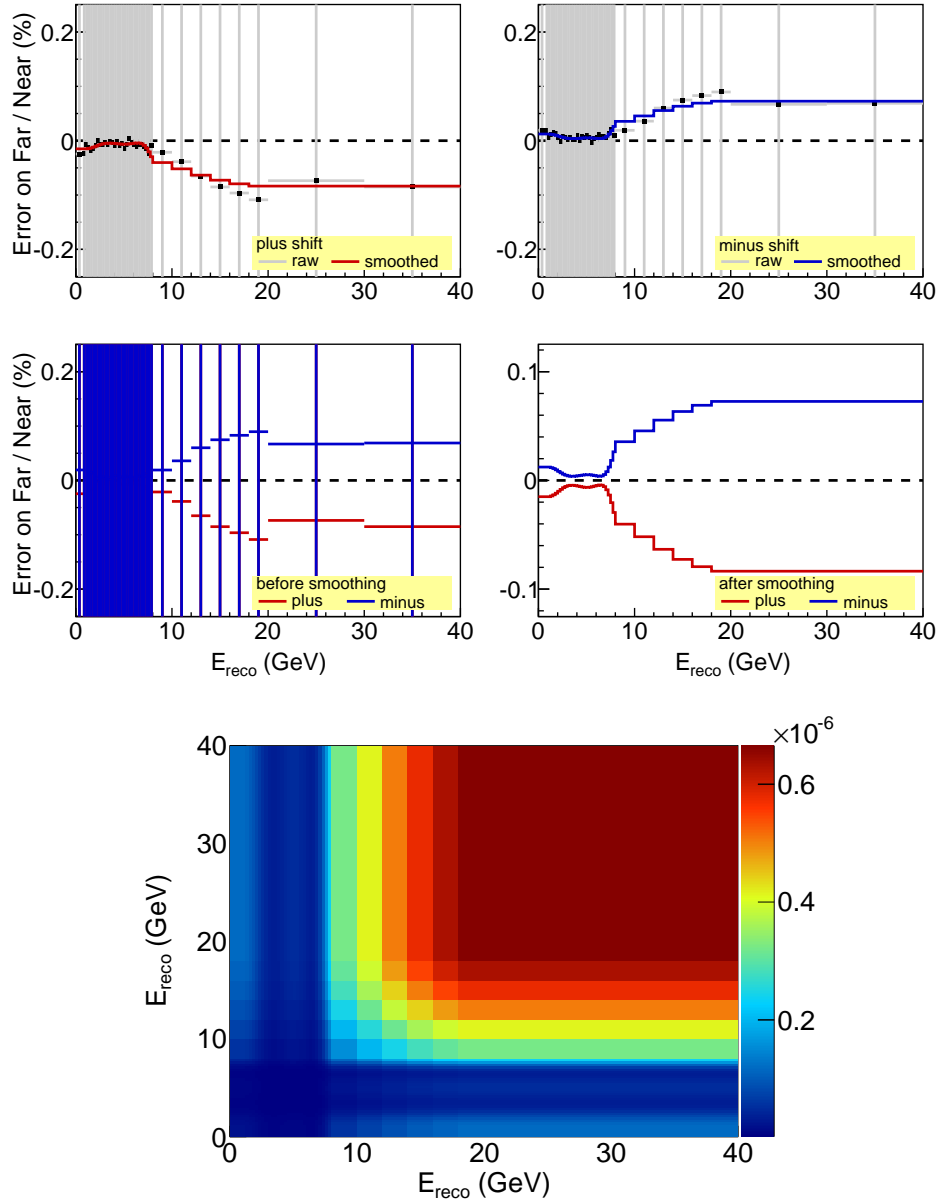 Error on Far / Near (%)
0.2
0
-0.2
0 10 20 30 40
plus shift
raw smoothed
0.2
0
-0.2
0 10 20 30 40
minus shift
raw smoothed
Error on Far / Near (%)
0.2
0
-0.2
0 10 20 30 40
before smoothing
plus minus
E_reco (GeV)
0.1
0
-0.1
0 10 20 30 40
after smoothing
plus minus
E_reco (GeV)
×10^-6
E_reco (GeV)
40
30
20
10
0
0 10 20 30 40
E_reco (GeV)
0.6
0.4
0.2